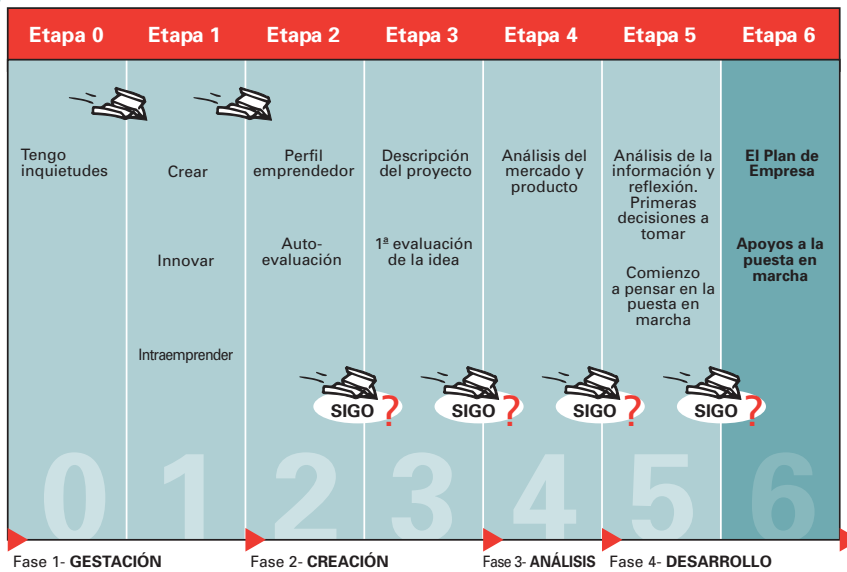 Etapa 0
Etapa 1
Etapa 2
Etapa 3
Etapa 4
Etapa 5
Etapa 6
Tengo
inquietudes
Crear
Innovar
Intraemprender
Perfil
emprendedor
Auto-
evaluación
Descripción
del proyecto
1ª evaluación
de la idea
Análisis del
mercado y
producto
Análisis de la
información y
reflexión.
Primeras
decisiones a
tomar
Comienzo
a pensar en la
puesta en
marcha
El Plan de
Empresa
Apoyos a la
puesta en
marcha
SIGO ?
SIGO ?
SIGO ?
SIGO ?
0
1
2
3
4
5
6
Fase 1- GESTACIÓN
Fase 2- CREACIÓN
Fase 3- ANÁLISIS
Fase 4- DESARROLLO